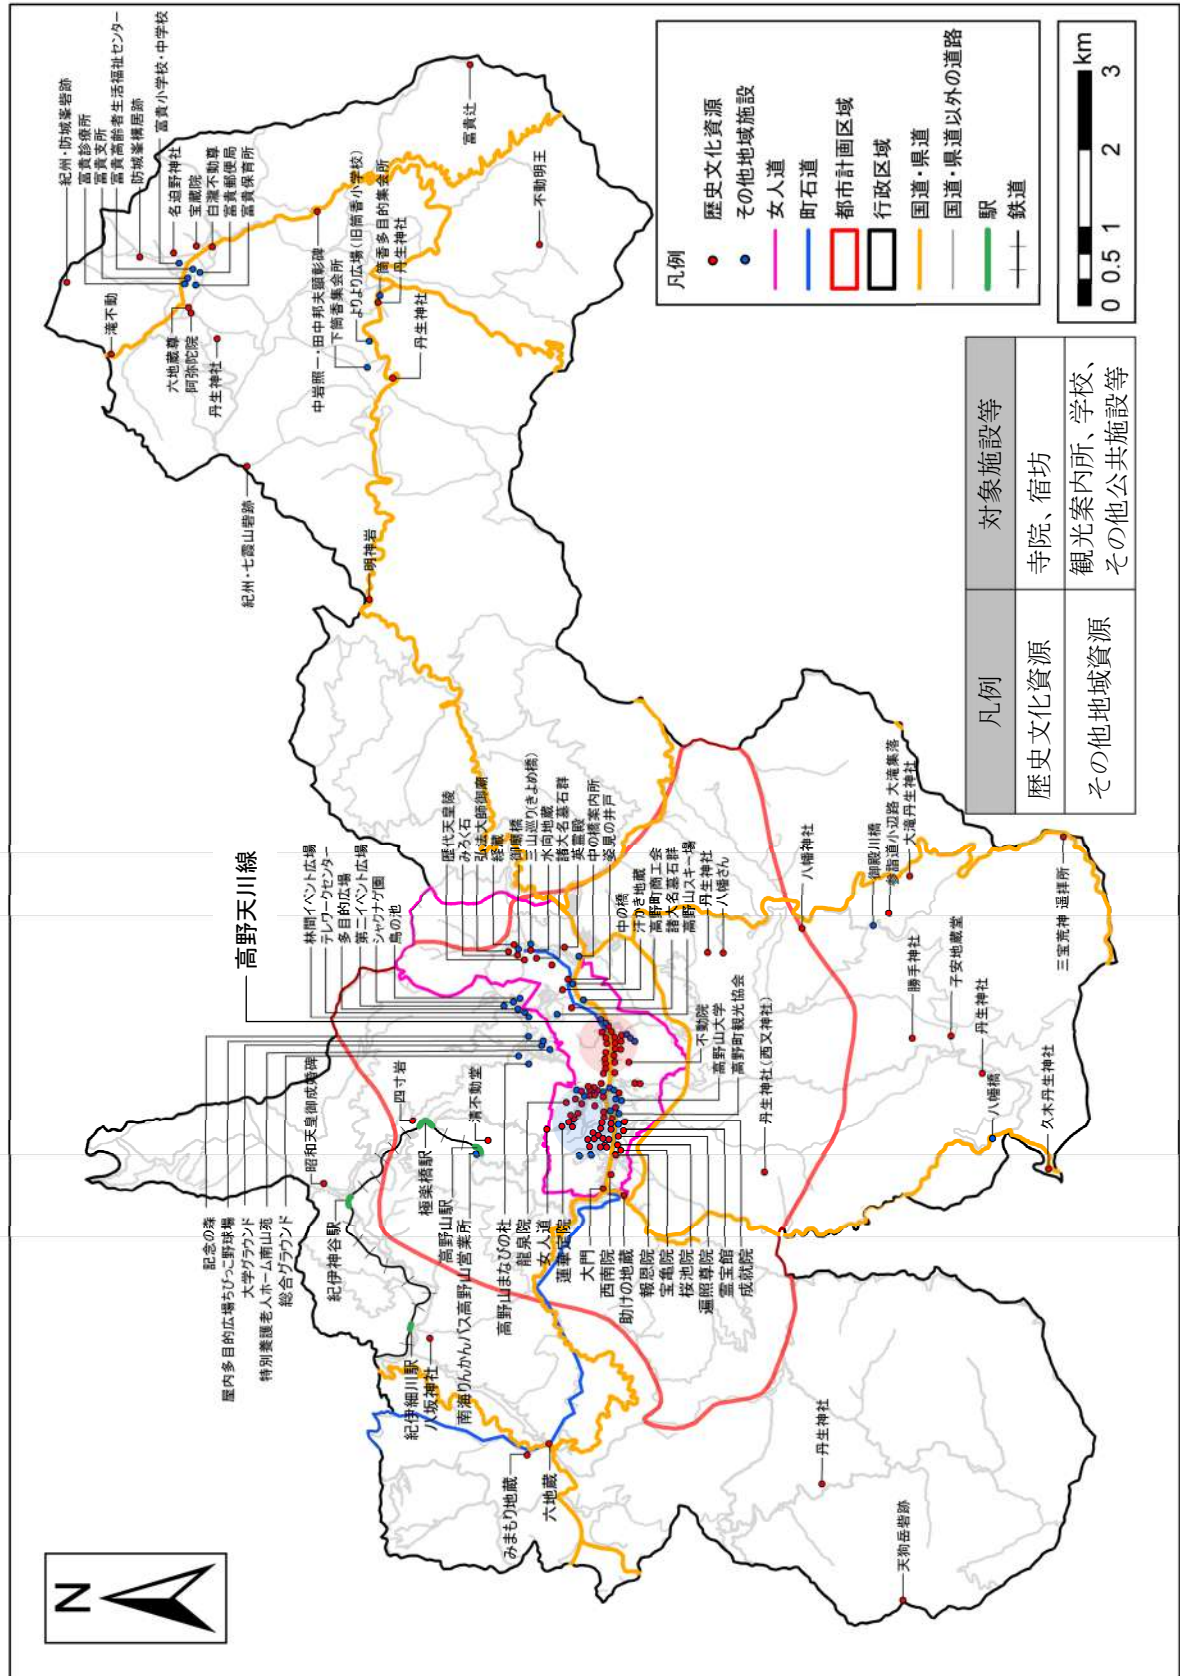 N
紀州・防城峯砦跡
富貴診療所
富貴支所
富貴高齢者生活福祉センター
防城峯構居跡
富貴小学校・中学校
名迫野神社
宝蔵院
白瀧不動尊
富貴郵便局
富貴保育所
滝不動
六地蔵尊
阿弥陀院
丹生神社
富貴辻
中岩照一・田中邦夫顕彰碑
下筒香集会所
よりより広場(旧筒香小学校)
筒香多目的集会所
丹生神社
丹生神社
不動明王
紀州・七霞山砦跡
明神岩
高野天川線
林間イベント広場
テレワークセンター
多目的広場
第二イベント広場
シャクナゲ園
鳥の池
歴代天皇陵
みろく石
弘法大師御廟
経蔵
御廟橋
三山巡り(きよめ橋)
水向地蔵
諸大名墓石群
英霊殿
中の橋案内所
姿見の井戸
中の橋
汗かき地蔵
高野町商工会
諸大名墓石群
高野山スキー場
丹生神社
八幡さん
記念の森
屋内多目的広場ちびっこ野球場
大学グラウンド
特別養護老人ホーム南山苑
総合グラウンド
昭和天皇御成婚碑
四寸岩
清不動堂
紀伊神谷駅
極楽橋駅
高野山駅
南海りんかんバス高野山営業所
高野山まなびの杜
龍泉院
女人道
蓮華定院
大門
西南院
助けの地蔵
報恩院
宝亀院
桜池院
遍照尊院
霊宝館
成就院
不動院
高野山大学
高野町観光協会
紀伊細川駅
八坂神社
みまもり地蔵
六地蔵
丹生神社(西又神社)
八幡神社
御殿川橋
参詣道小辺路 大滝集落
大滝丹生神社
勝手神社
子安地蔵堂
丹生神社
八幡橋
久木丹生神社
三宝荒神 遥拝所
丹生神社
天狗岳砦跡
凡例
歴史文化資源
その他地域施設
女人道
町石道
都市計画区域
行政区域
国道・県道
国道・県道以外の道路
駅
鉄道
0 0.5 1 2 3 km
凡例 対象施設等
歴史文化資源 寺院、宿坊
その他地域資源 観光案内所、学校、
その他公共施設等